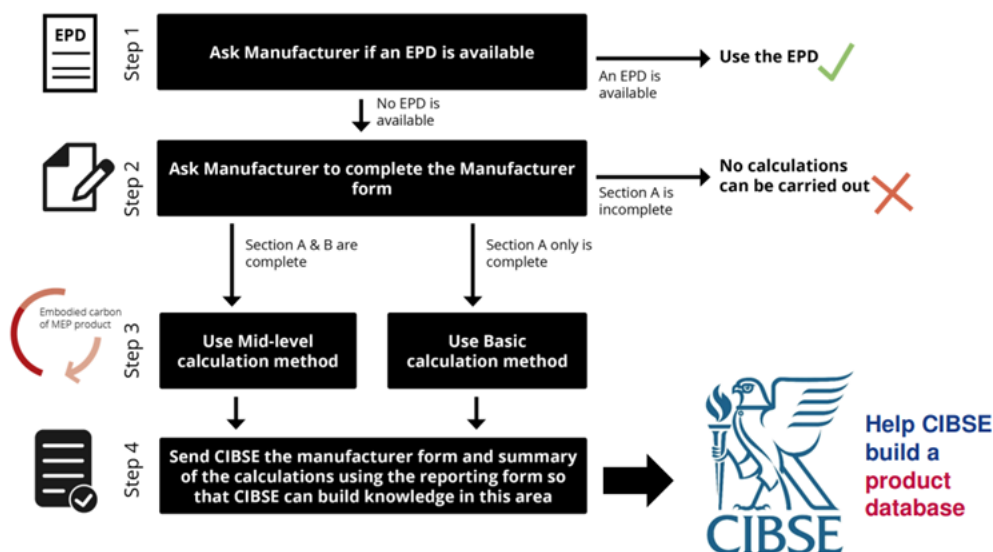 EPD
Step 1
Ask Manufacturer if an EPD is available
An EPD is
available
Use the EPD
No EPD is
available
Step 2
Ask Manufacturer to complete the Manufacturer
form
Section A is
incomplete
No calculations
can be carried out
Section A & B are
complete
Section A only is
complete
Embodied carbon
of MEP product
Step 3
Use Mid-level
calculation method
Use Basic
calculation method
Step 4
Send CIBSE the manufacturer form and summary
of the calculations using the reporting form so
that CIBSE can build knowledge in this area
CIBSE
Help CIBSE
build a
product
database